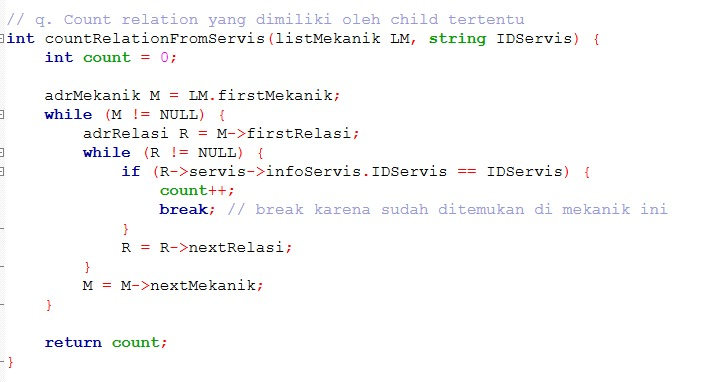 // q. Count relation yang dimiliki oleh child tertentu
int countRelationFromServis(listMekanik LM, string IDServis) {
    int count = 0;

    adrMekanik M = LM.firstMekanik;
    while (M != NULL) {
        adrRelasi R = M->firstRelasi;
        while (R != NULL) {
            if (R->servis->infoServis.IDServis == IDServis) {
                count++;
                break; // break karena sudah ditemukan di mekanik ini
            }
            R = R->nextRelasi;
        }
        M = M->nextMekanik;
    }

    return count;
}